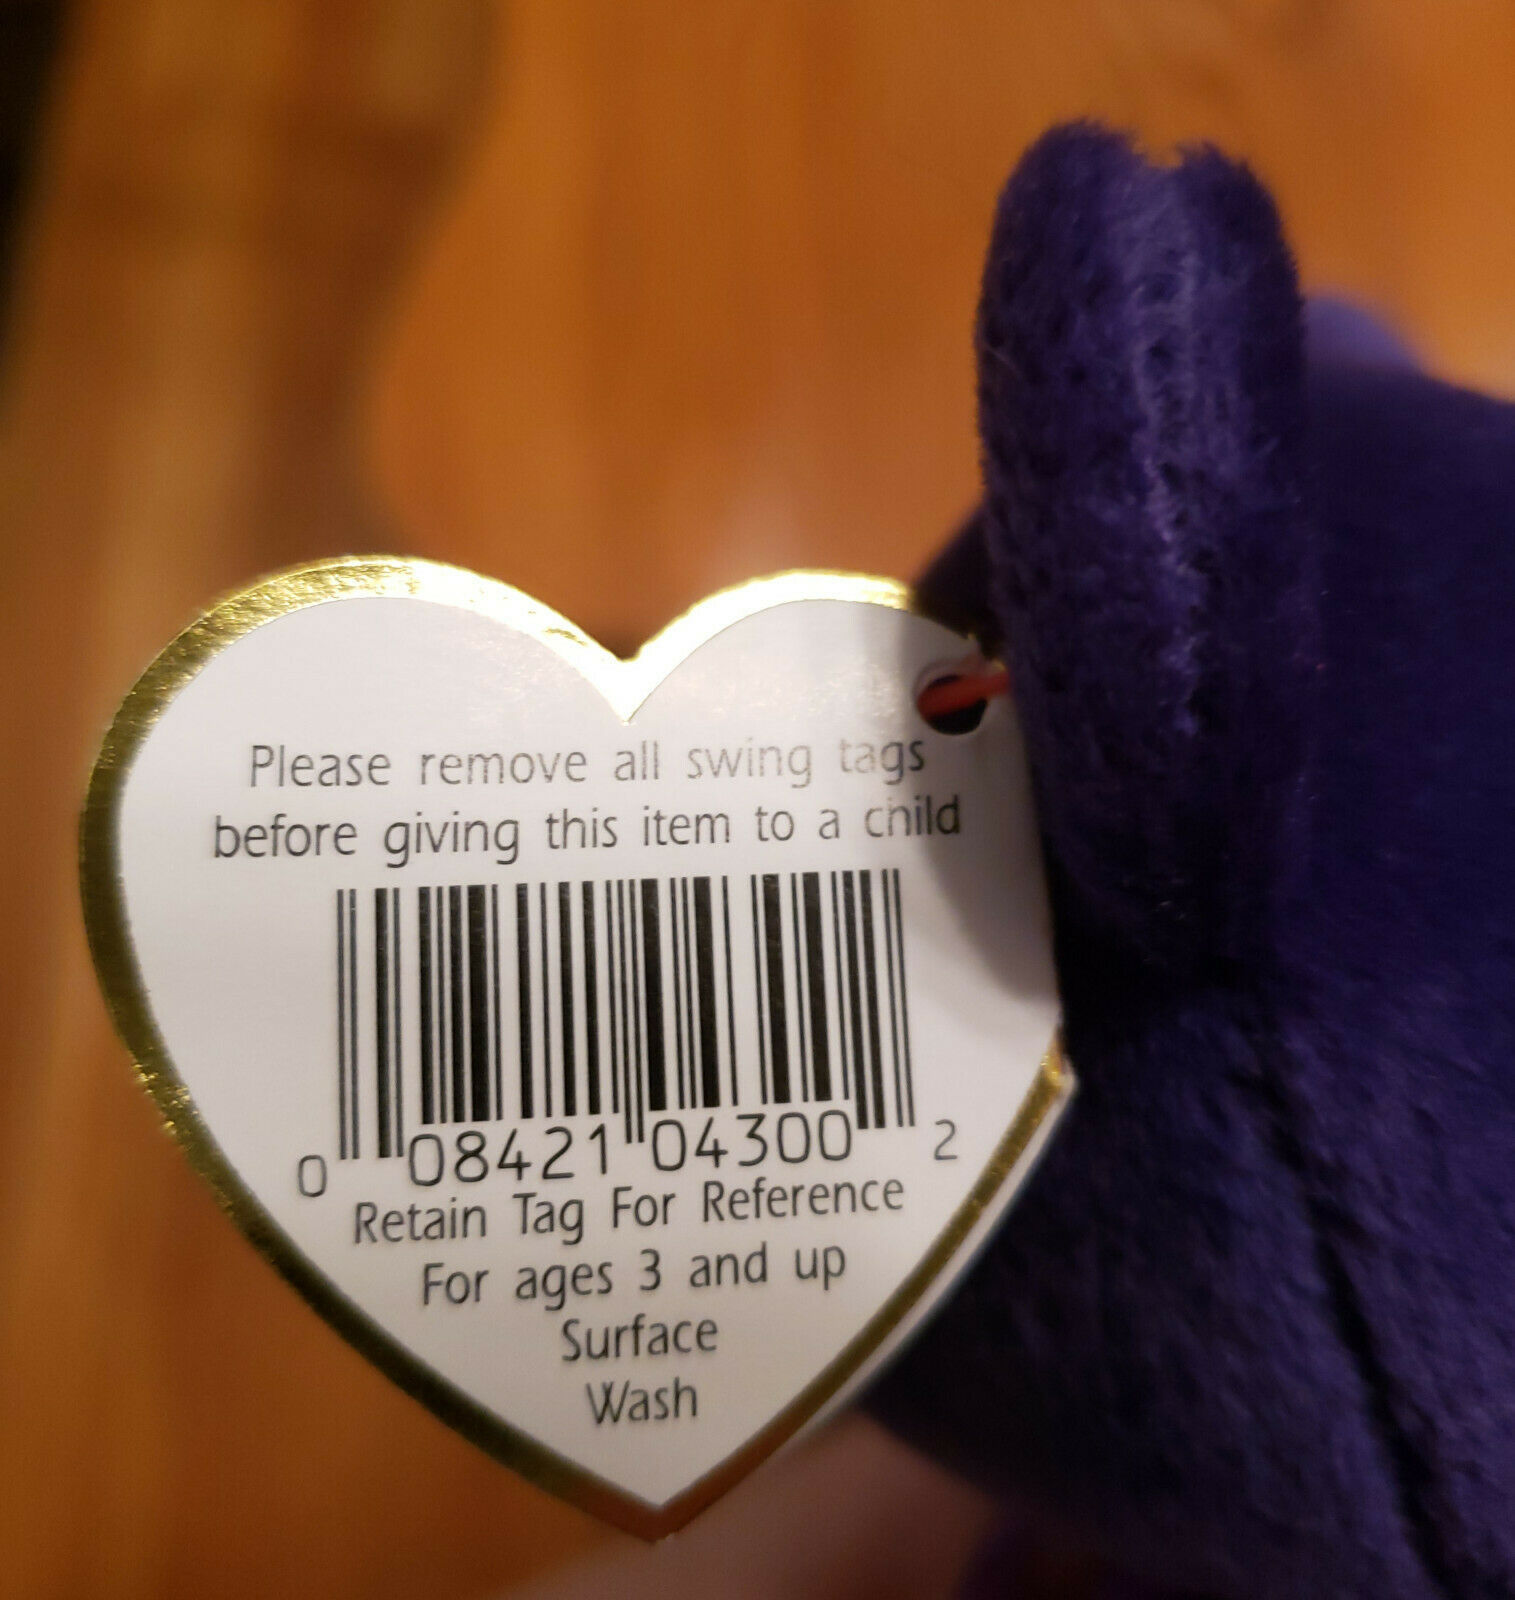 Please remove all swing tags
before giving this item to a child
0 08421 04300 2
Retain Tag For Reference
For ages 3 and up
Surface
Wash